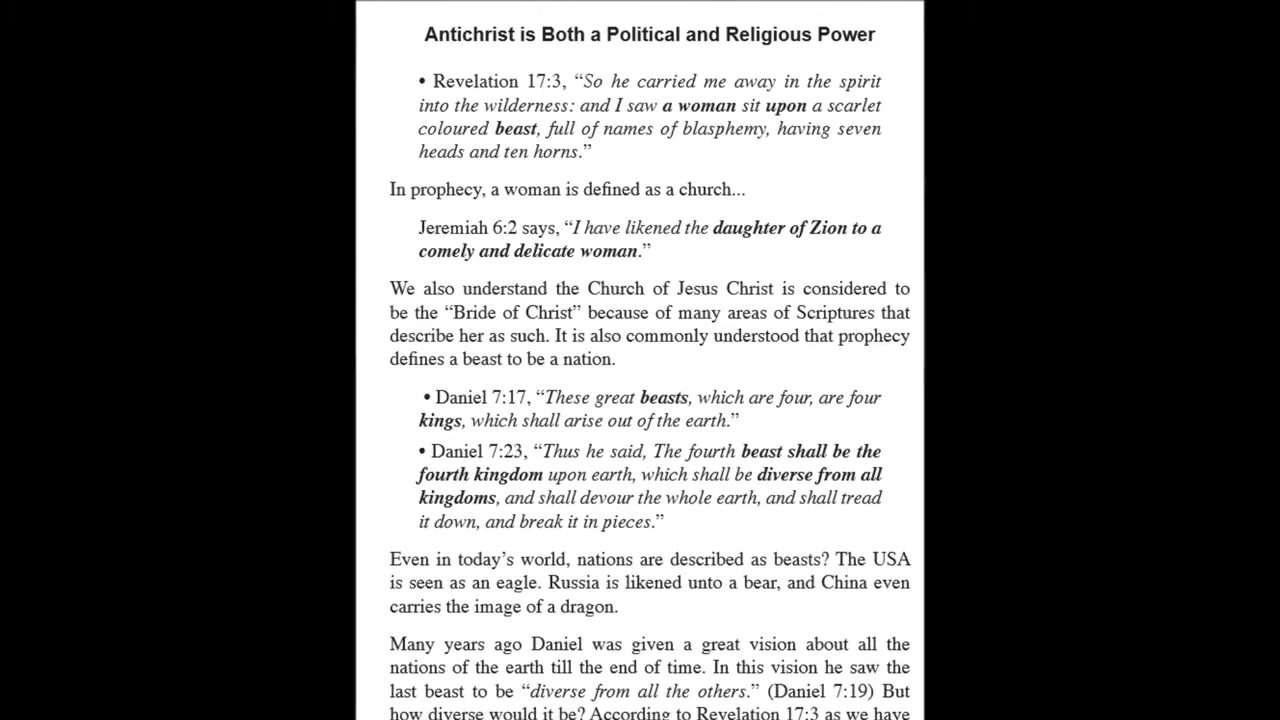 Antichrist is Both a Political and Religious Power
• Revelation 17:3, “So he carried me away in the spirit
into the wilderness: and I saw a woman sit upon a scarlet
coloured beast, full of names of blasphemy, having seven
heads and ten horns.”
In prophecy, a woman is defined as a church...
Jeremiah 6:2 says, “I have likened the daughter of Zion to a
comely and delicate woman.”
We also understand the Church of Jesus Christ is considered to
be the “Bride of Christ” because of many areas of Scriptures that
describe her as such. It is also commonly understood that prophecy
defines a beast to be a nation.
• Daniel 7:17, “These great beasts, which are four, are four
kings, which shall arise out of the earth.”
• Daniel 7:23, “Thus he said, The fourth beast shall be the
fourth kingdom upon earth, which shall be diverse from all
kingdoms, and shall devour the whole earth, and shall tread
it down, and break it in pieces.”
Even in today’s world, nations are described as beasts? The USA
is seen as an eagle. Russia is likened unto a bear, and China even
carries the image of a dragon.
Many years ago Daniel was given a great vision about all the
nations of the earth till the end of time. In this vision he saw the
last beast to be “diverse from all the others.” (Daniel 7:19) But
how diverse would it be? According to Revelation 17:3 as we have